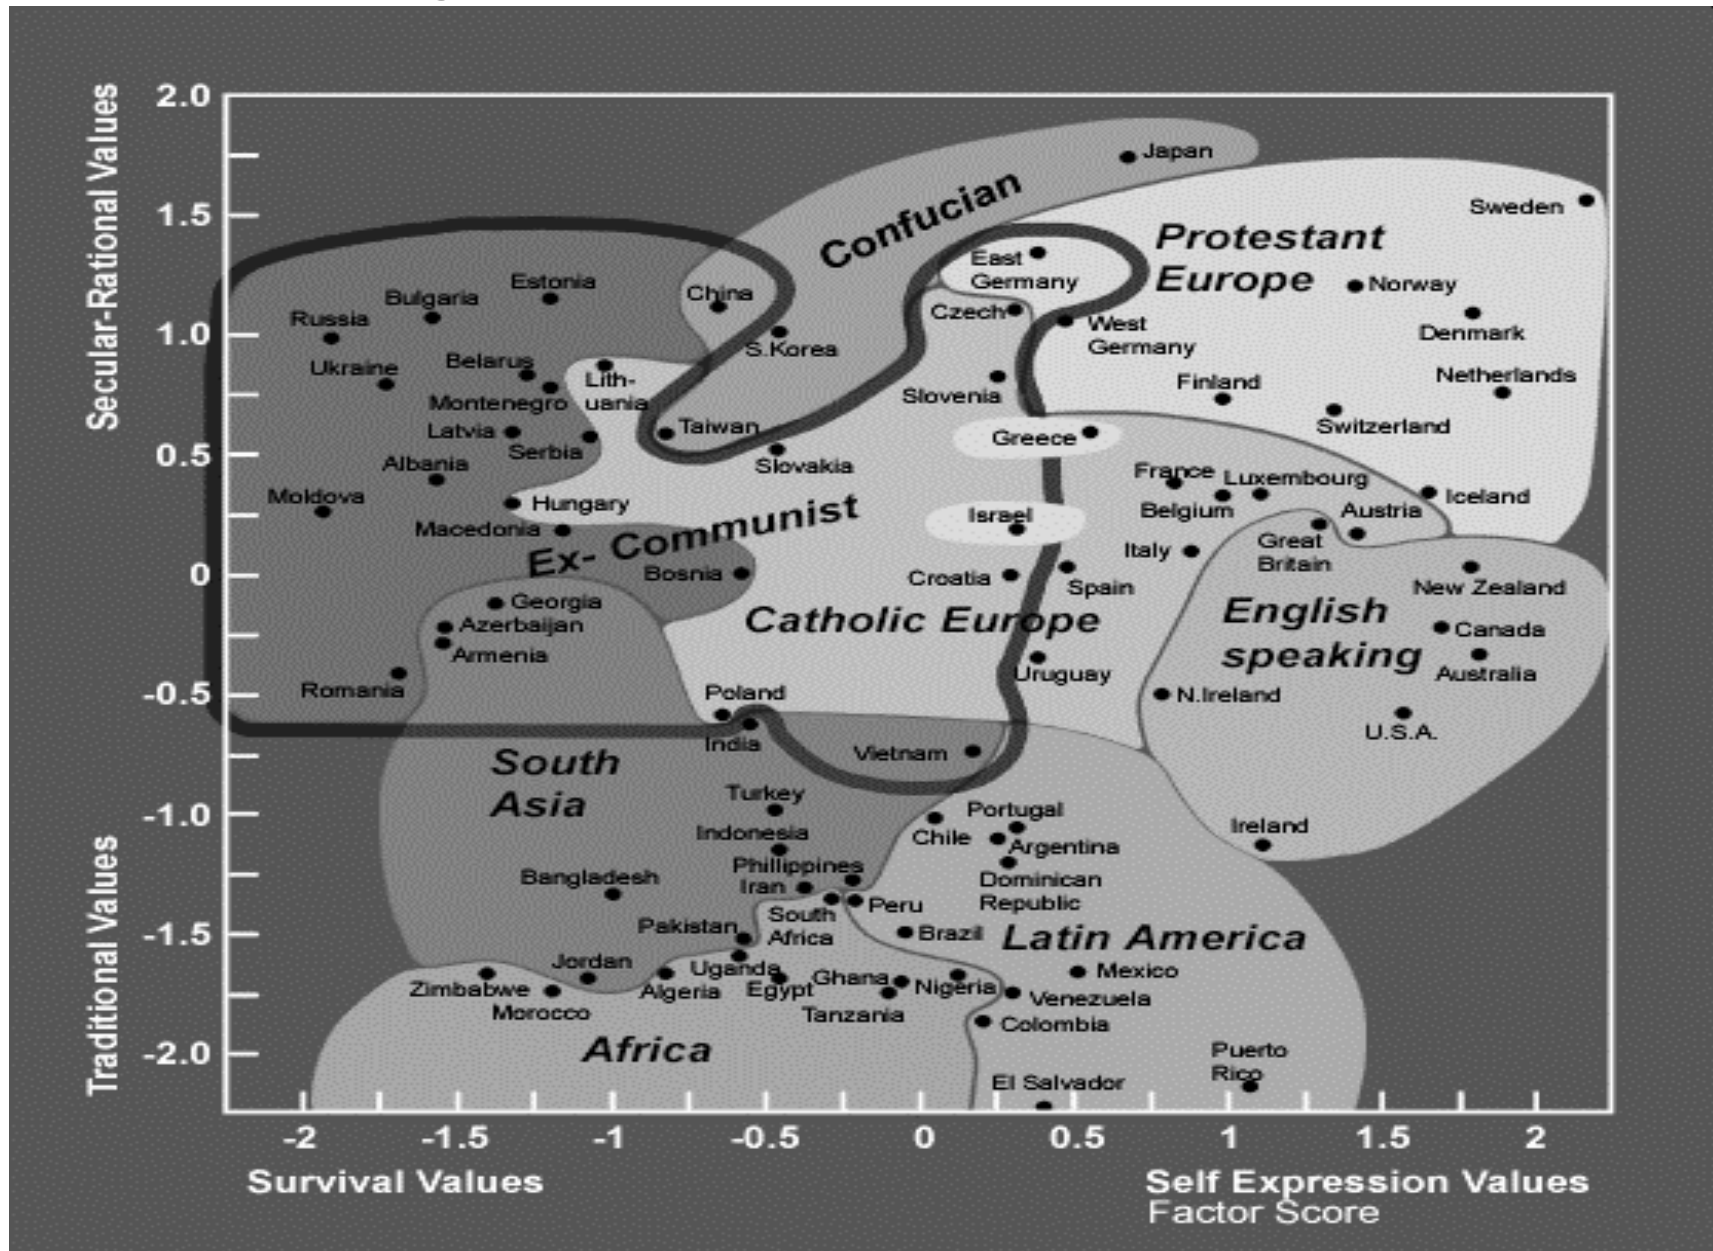 Secular-Rational Values
Traditional Values
2.0
1.5
1.0
0.5
0
-0.5
-1.0
-1.5
-2.0
Japan
Confucian
Sweden
Protestant
Europe
East
Germany
Norway
Estonia
Bulgaria
China
Russia
Czech
West
Germany
Denmark
S.Korea
Ukraine
Belarus
Lith-
uania
Finland
Netherlands
Montenegro
Slovenia
Latvia
Taiwan
Greece
Switzerland
Serbia
Albania
Slovakia
France
Luxembourg
Moldova
Hungary
Belgium
Austria
Iceland
Israel
Macedonia
Ex- Communist
Great
Britain
Italy
Bosnia
Croatia
Spain
New Zealand
Georgia
Catholic Europe
English
speaking
Azerbaijan
Canada
Armenia
Australia
Romania
Uruguay
Poland
N.Ireland
India
U.S.A.
Vietnam
South
Asia
Turkey
Portugal
Indonesia
Chile
Argentina
Ireland
Phillippines
Bangladesh
Iran
Dominican
Republic
South
Africa
Peru
Pakistan
Brazil
Latin America
Jordan
Uganda
Ghana
Mexico
Zimbabwe
Algeria
Egypt
Nigeria
Venezuela
Morocco
Tanzania
Colombia
Africa
Puerto
Rico
El Salvador
-2
-1.5
-1
-0.5
0
0.5
1
1.5
2
Survival Values
Self Expression Values
Factor Score